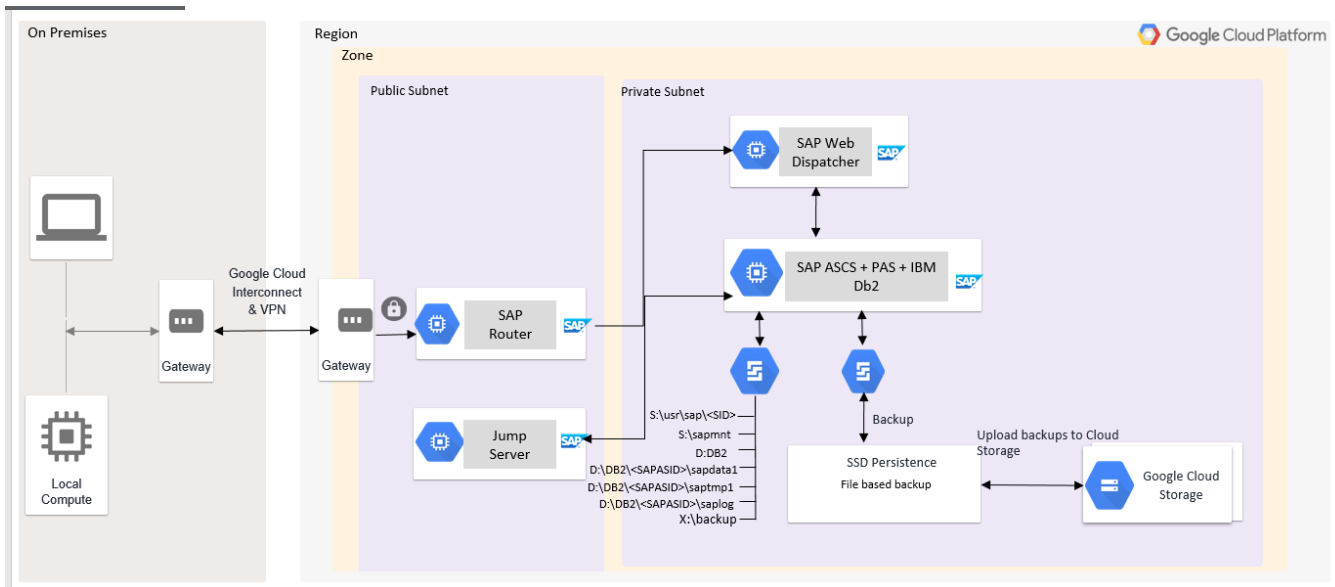 On Premises
Region
Google Cloud Platform
Zone
Public Subnet
Private Subnet
SAP Web
Dispatcher
SAP
Google Cloud
Interconnect
& VPN
SAP ASCS + PAS + IBM
Db2
SAP
Gateway
Gateway
SAP
Router
SAP
Jump
Server
SAP
Local
Compute
S:\usr\sap\<SID>
S:\sapmnt
D:DB2
D:\DB2\<SAPASID>\sapdata1
D:\DB2\<SAPASID>\saptmp1
D:\DB2\<SAPASID>\saplog
X:\backup
Backup
SSD Persistence
File based backup
Upload backups to Cloud
Storage
Google Cloud
Storage